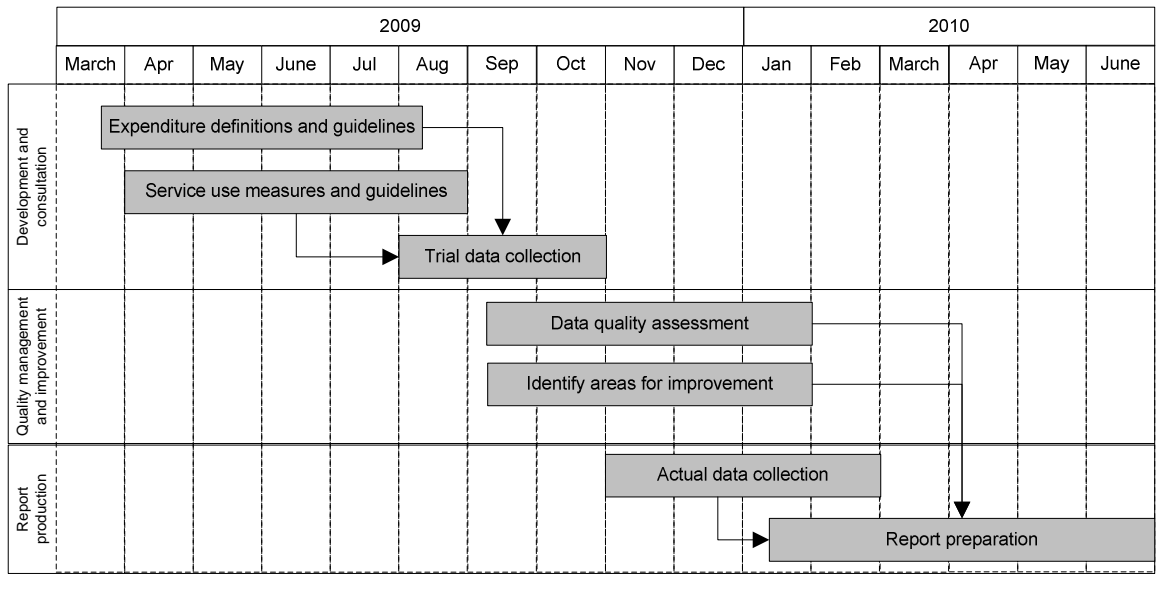 2009 2010
March Apr May June Jul Aug Sep Oct Nov Dec Jan Feb March Apr May June
Development and
consultation
Expenditure definitions and guidelines
Service use measures and guidelines
Trial data collection
Quality management
and improvement
Data quality assessment
Identify areas for improvement
Report
production
Actual data collection
Report preparation